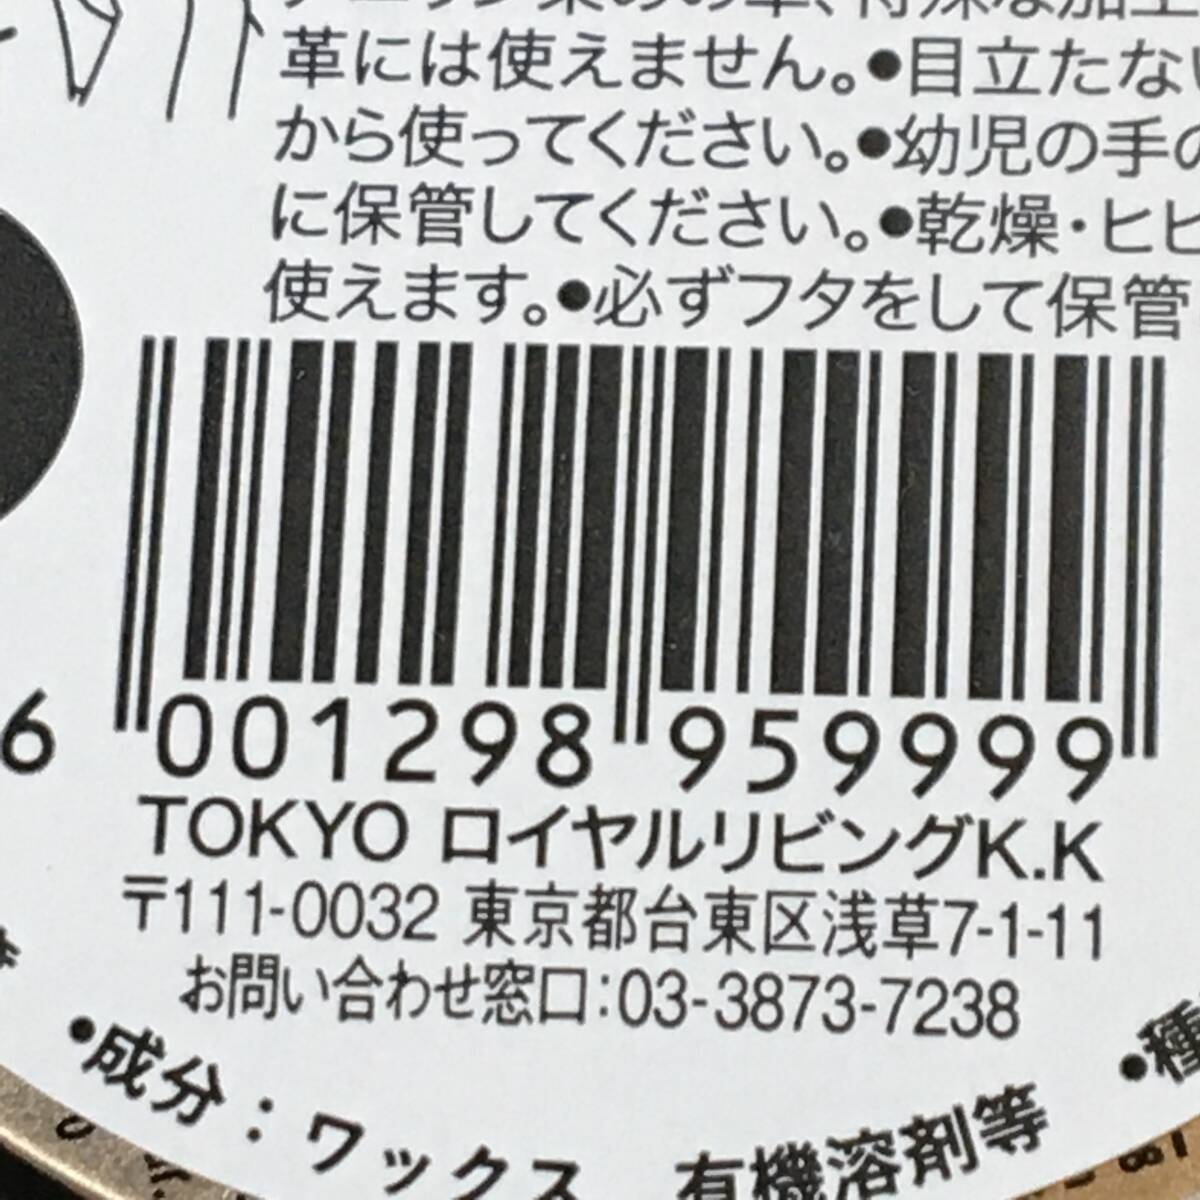 革には使えません。●目立たない
から使ってください。●幼児の手の
に保管してください。●乾燥・ヒビ
使えます。●必ずフタをして保管
6 001298 959999
TOKYO ロイヤルリビングK.K
〒111-0032 東京都台東区浅草7-1-11
お問い合わせ窓口:03-3873-7238
•成分：ワックス 有機溶剤等 •種